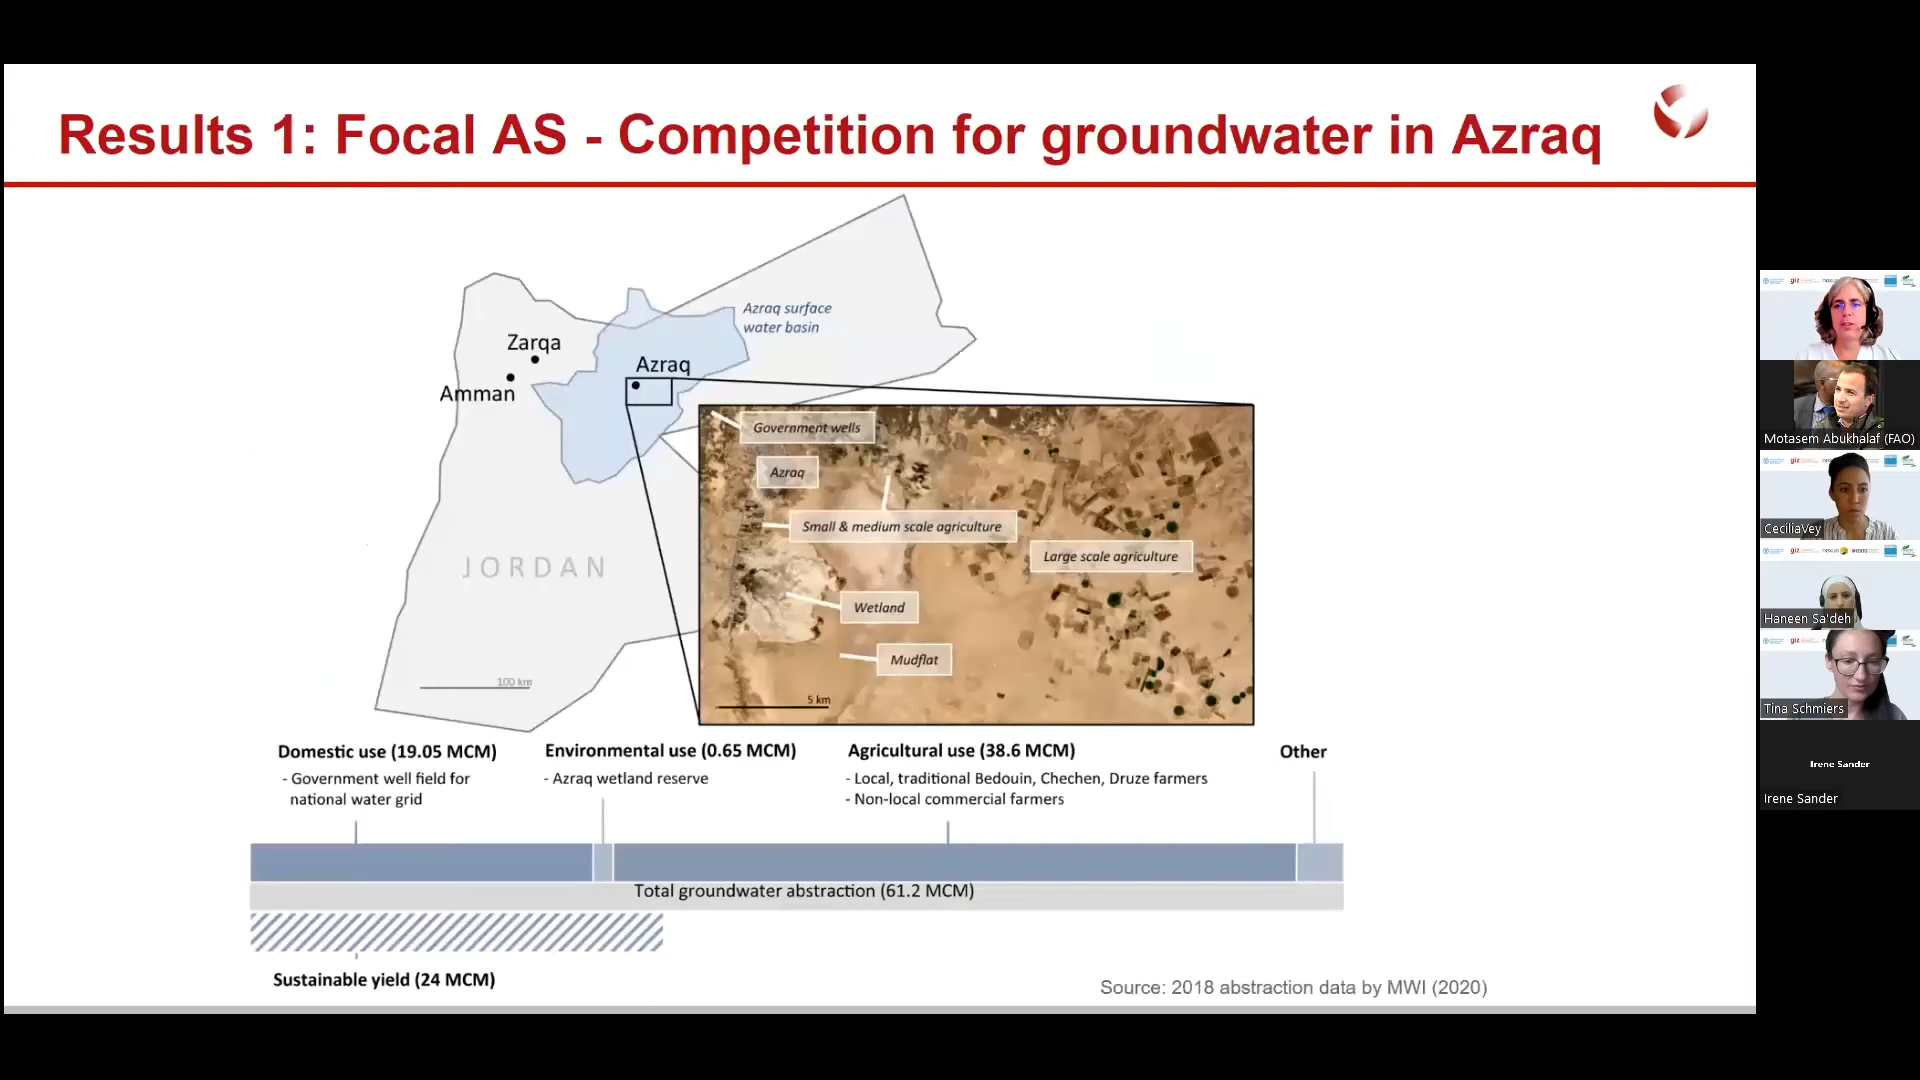 Results 1: Focal AS - Competition for groundwater in Azraq
Azraq surface
water basin
Zarqa
Azraq
Amman
JORDAN
100 km
Government wells
Azraq
Small & medium scale agriculture
Large scale agriculture
Wetland
Mudflat
5 km
Domestic use (19.05 MCM)
- Government well field for
national water grid
Environmental use (0.65 MCM)
- Azraq wetland reserve
Agricultural use (38.6 MCM)
- Local, traditional Bedouin, Chechen, Druze farmers
- Non-local commercial farmers
Other
Total groundwater abstraction (61.2 MCM)
Sustainable yield (24 MCM)
Source: 2018 abstraction data by MWI (2020)
giz
Motasem Abukhalaf (FAO)
giz
CeciliaVey
giz
Haneen Sa'deh
giz
Tina Schmiers
Irene Sander
Irene Sander